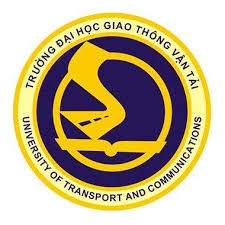 TRƯỜNG ĐẠI HỌC GIAO THÔNG VẬN TẢI
UNIVERSITY OF TRANSPORT AND COMMUNICATIONS